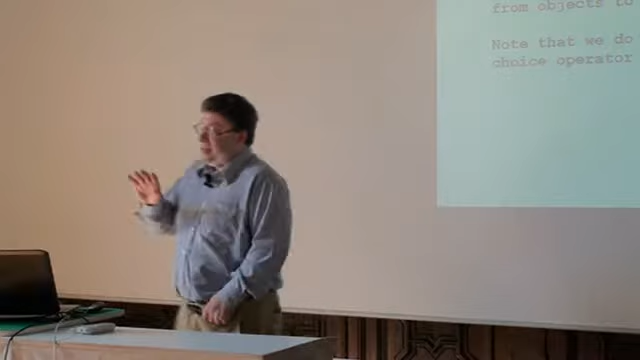 from objects to
Note that we do
choice operator